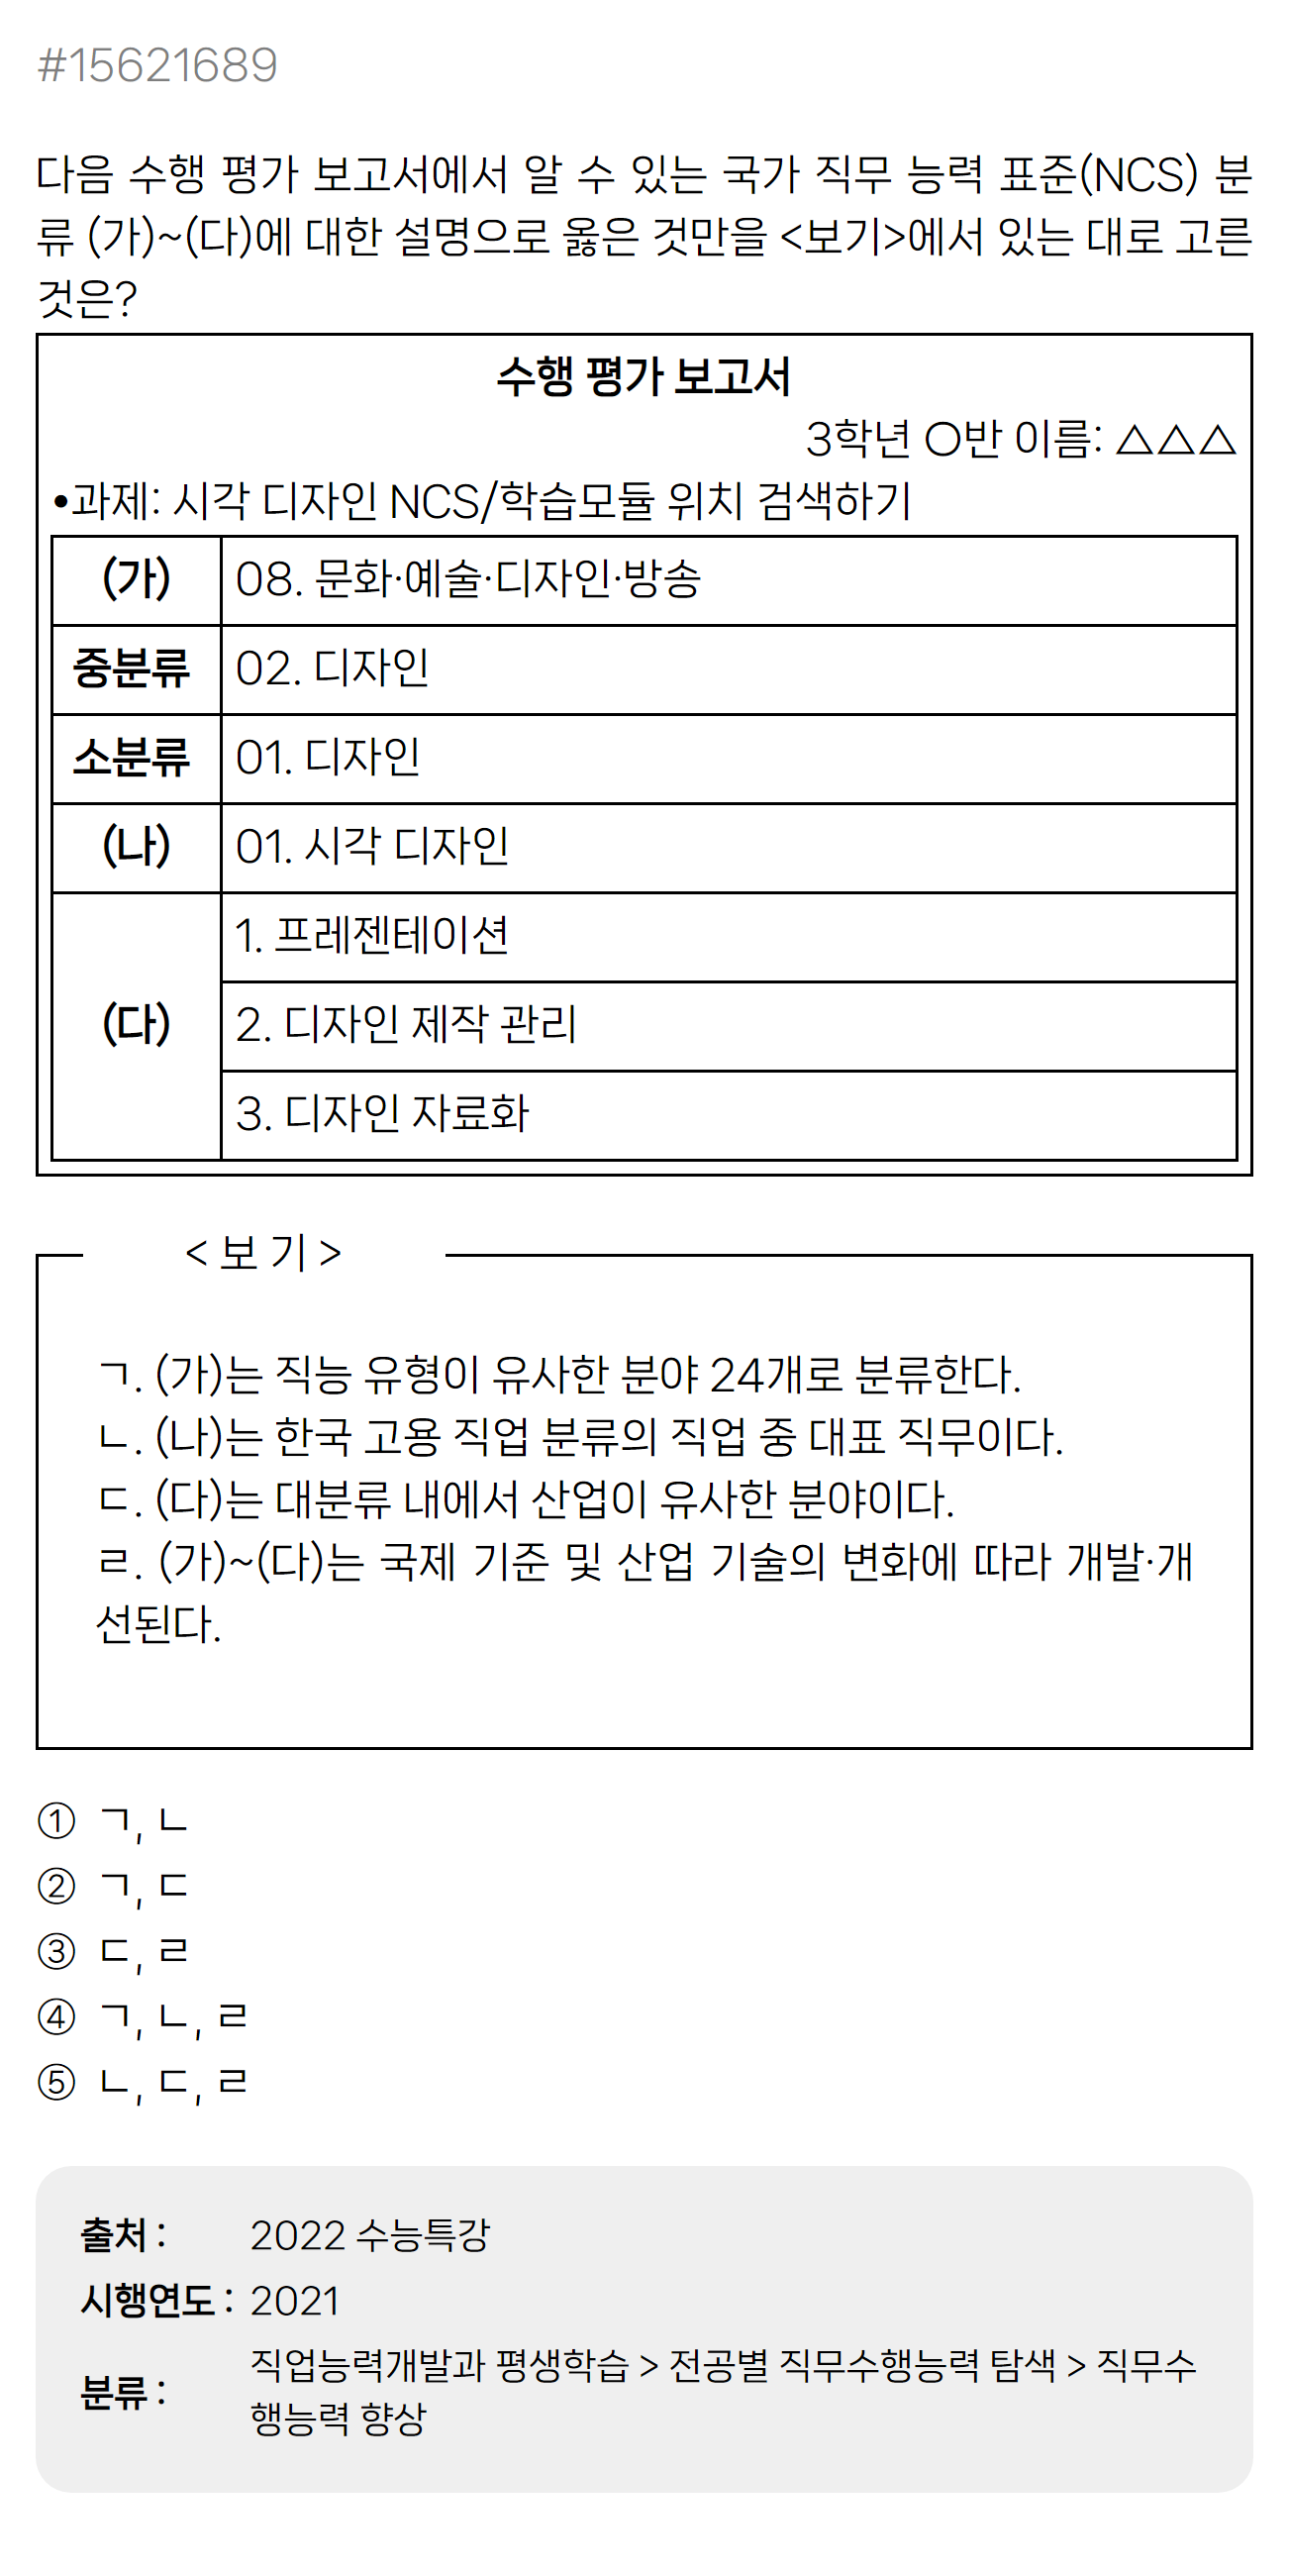 #15621689
다음 수행 평가 보고서에서 알 수 있는 국가 직무 능력 표준(NCS) 분
류 (가)~(다)에 대한 설명으로 옳은 것만을 <보기>에서 있는 대로 고른
것은?
수행 평가 보고서
3학년 ○반 이름: △△△
•과제: 시각 디자인 NCS/학습모듈 위치 검색하기
(가) 08. 문화·예술·디자인·방송
중분류 02. 디자인
소분류 01. 디자인
(나) 01. 시각 디자인
1. 프레젠테이션
(다) 2. 디자인 제작 관리
3. 디자인 자료화
< 보 기 >
ㄱ. (가)는 직능 유형이 유사한 분야 24개로 분류한다.
ㄴ. (나)는 한국 고용 직업 분류의 직업 중 대표 직무이다.
ㄷ. (다)는 대분류 내에서 산업이 유사한 분야이다.
ㄹ. (가)~(다)는 국제 기준 및 산업 기술의 변화에 따라 개발·개
선된다.
① ㄱ, ㄴ
② ㄱ, ㄷ
③ ㄷ, ㄹ
④ ㄱ, ㄴ, ㄹ
⑤ ㄴ, ㄷ, ㄹ
출처 : 2022 수능특강
시행연도 : 2021
분류 : 직업능력개발과 평생학습 > 전공별 직무수행능력 탐색 > 직무수
행능력 향상